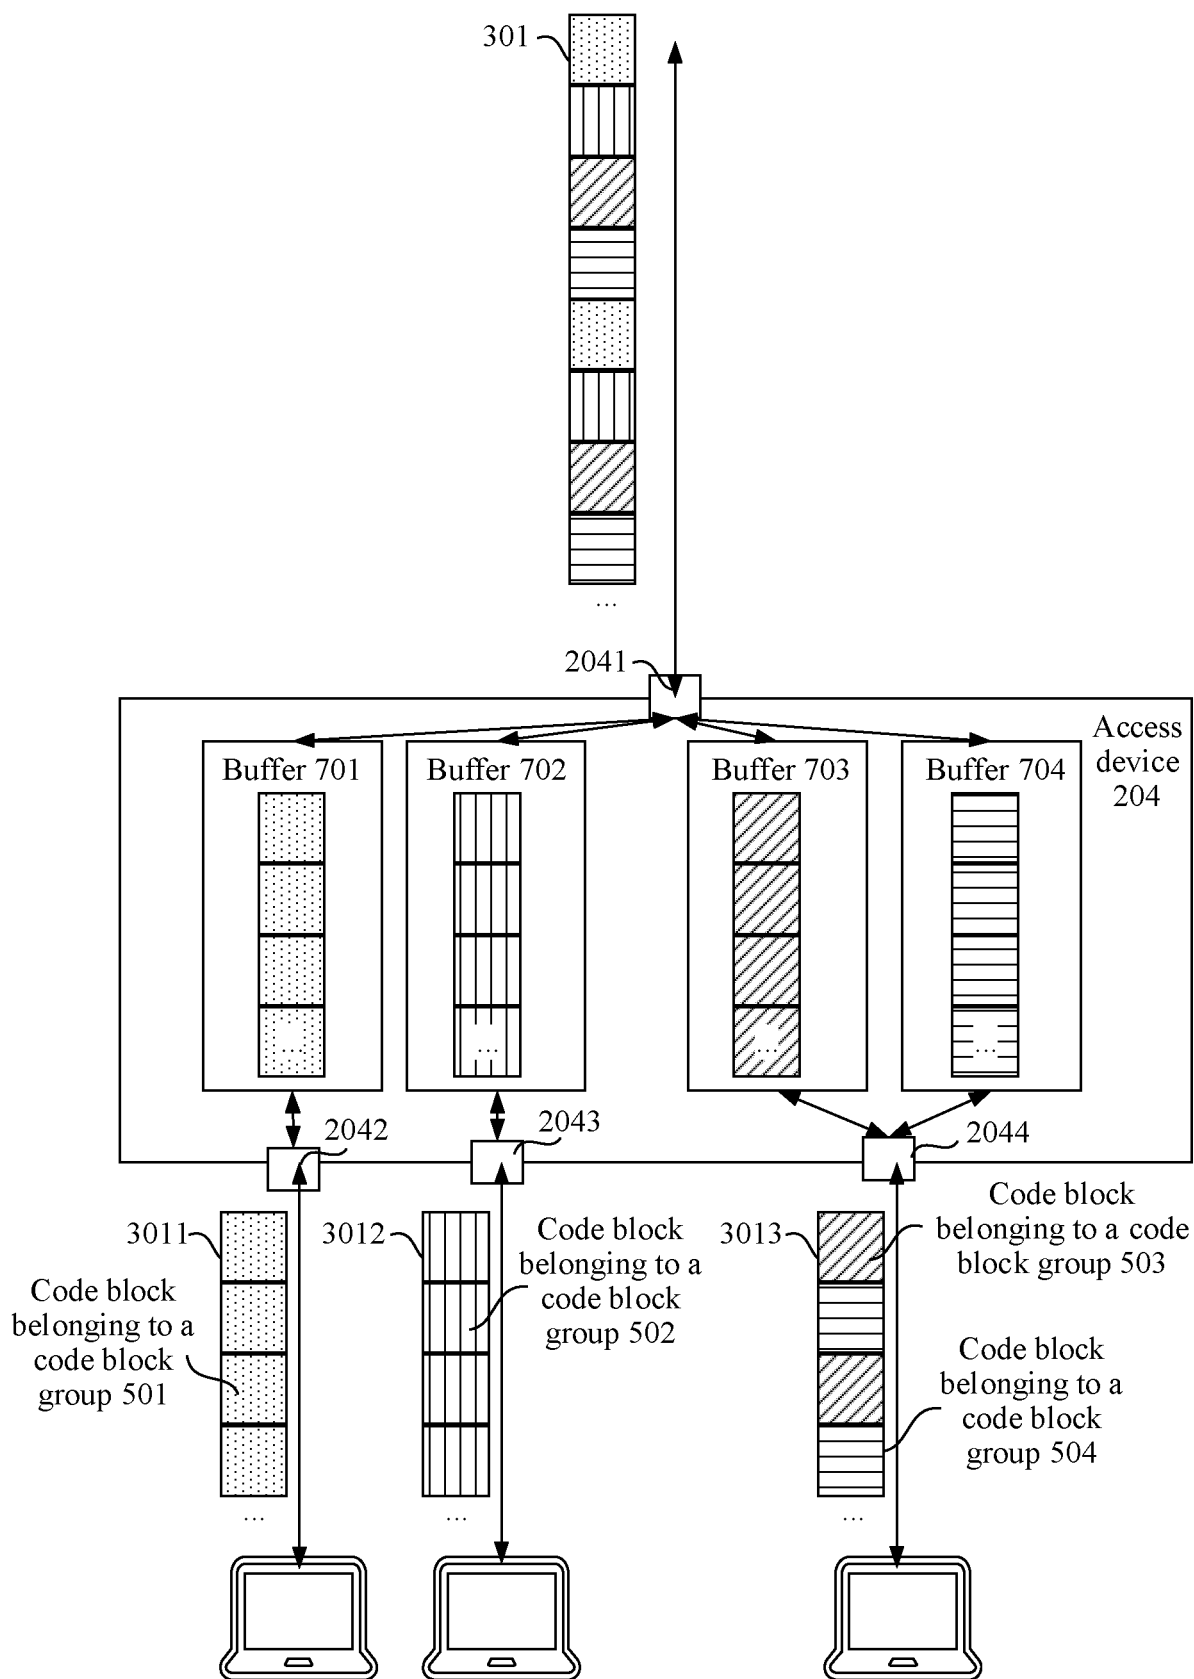 301
...
2041
Access
device
204
Buffer 701
Buffer 702
Buffer 703
Buffer 704
...
...
...
...
2042
2043
2044
3011
Code block
belonging to a
code block
group 501
...
3012
Code block
belonging to a
code block
group 502
...
3013
Code block
belonging to a code
block group 503
Code block
belonging to a
code block
group 504
...